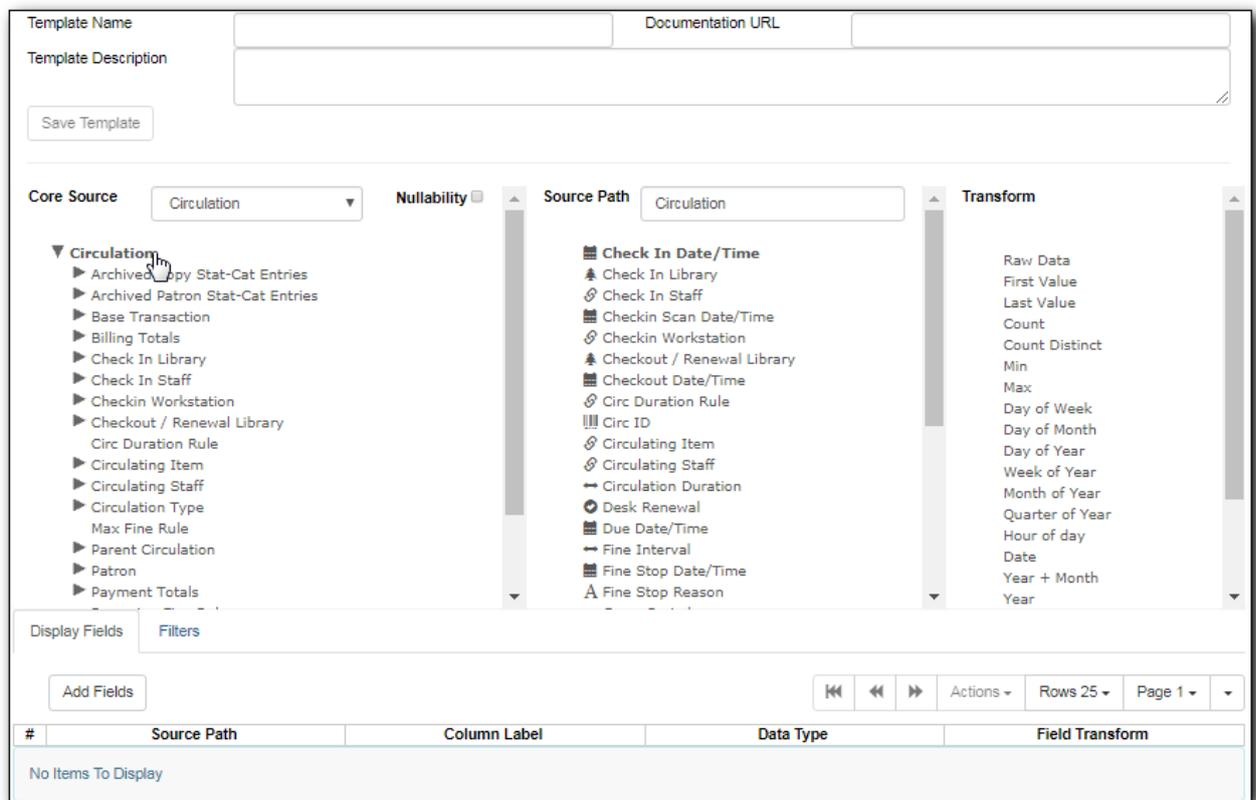 Template Name
Documentation URL
Template Description
Save Template
Core Source
Circulation
Nullability
Circulation
Archived Copy Stat-Cat Entries
Archived Patron Stat-Cat Entries
Base Transaction
Billing Totals
Check In Library
Check In Staff
Checkin Workstation
Checkout / Renewal Library
Circ Duration Rule
Circulating Item
Circulating Staff
Circulation Type
Max Fine Rule
Parent Circulation
Patron
Payment Totals
Source Path
Circulation
Check In Date/Time
Check In Library
Check In Staff
Checkin Scan Date/Time
Checkin Workstation
Checkout / Renewal Library
Checkout Date/Time
Circ Duration Rule
Circ ID
Circulating Item
Circulating Staff
Circulation Duration
Desk Renewal
Due Date/Time
Fine Interval
Fine Stop Date/Time
A Fine Stop Reason
Transform
Raw Data
First Value
Last Value
Count
Count Distinct
Min
Max
Day of Week
Day of Month
Day of Year
Week of Year
Month of Year
Quarter of Year
Hour of day
Date
Year + Month
Year
Display Fields
Filters
Add Fields
Actions
Rows 25
Page 1
# Source Path Column Label Data Type Field Transform
No Items To Display